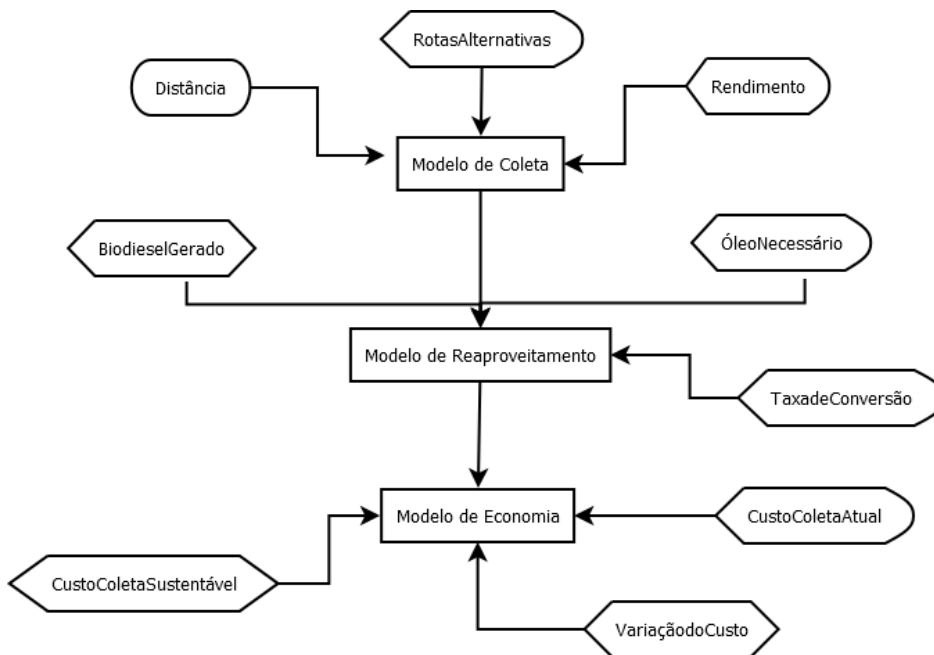 RotasAlternativas
Distância
Rendimento
Modelo de Coleta
BiodieselGerado
ÓleoNecessário
Modelo de Reaproveitamento
TaxadeConversão
Modelo de Economia
CustoColetaAtual
CustoColetaSustentável
VariaçãodoCusto